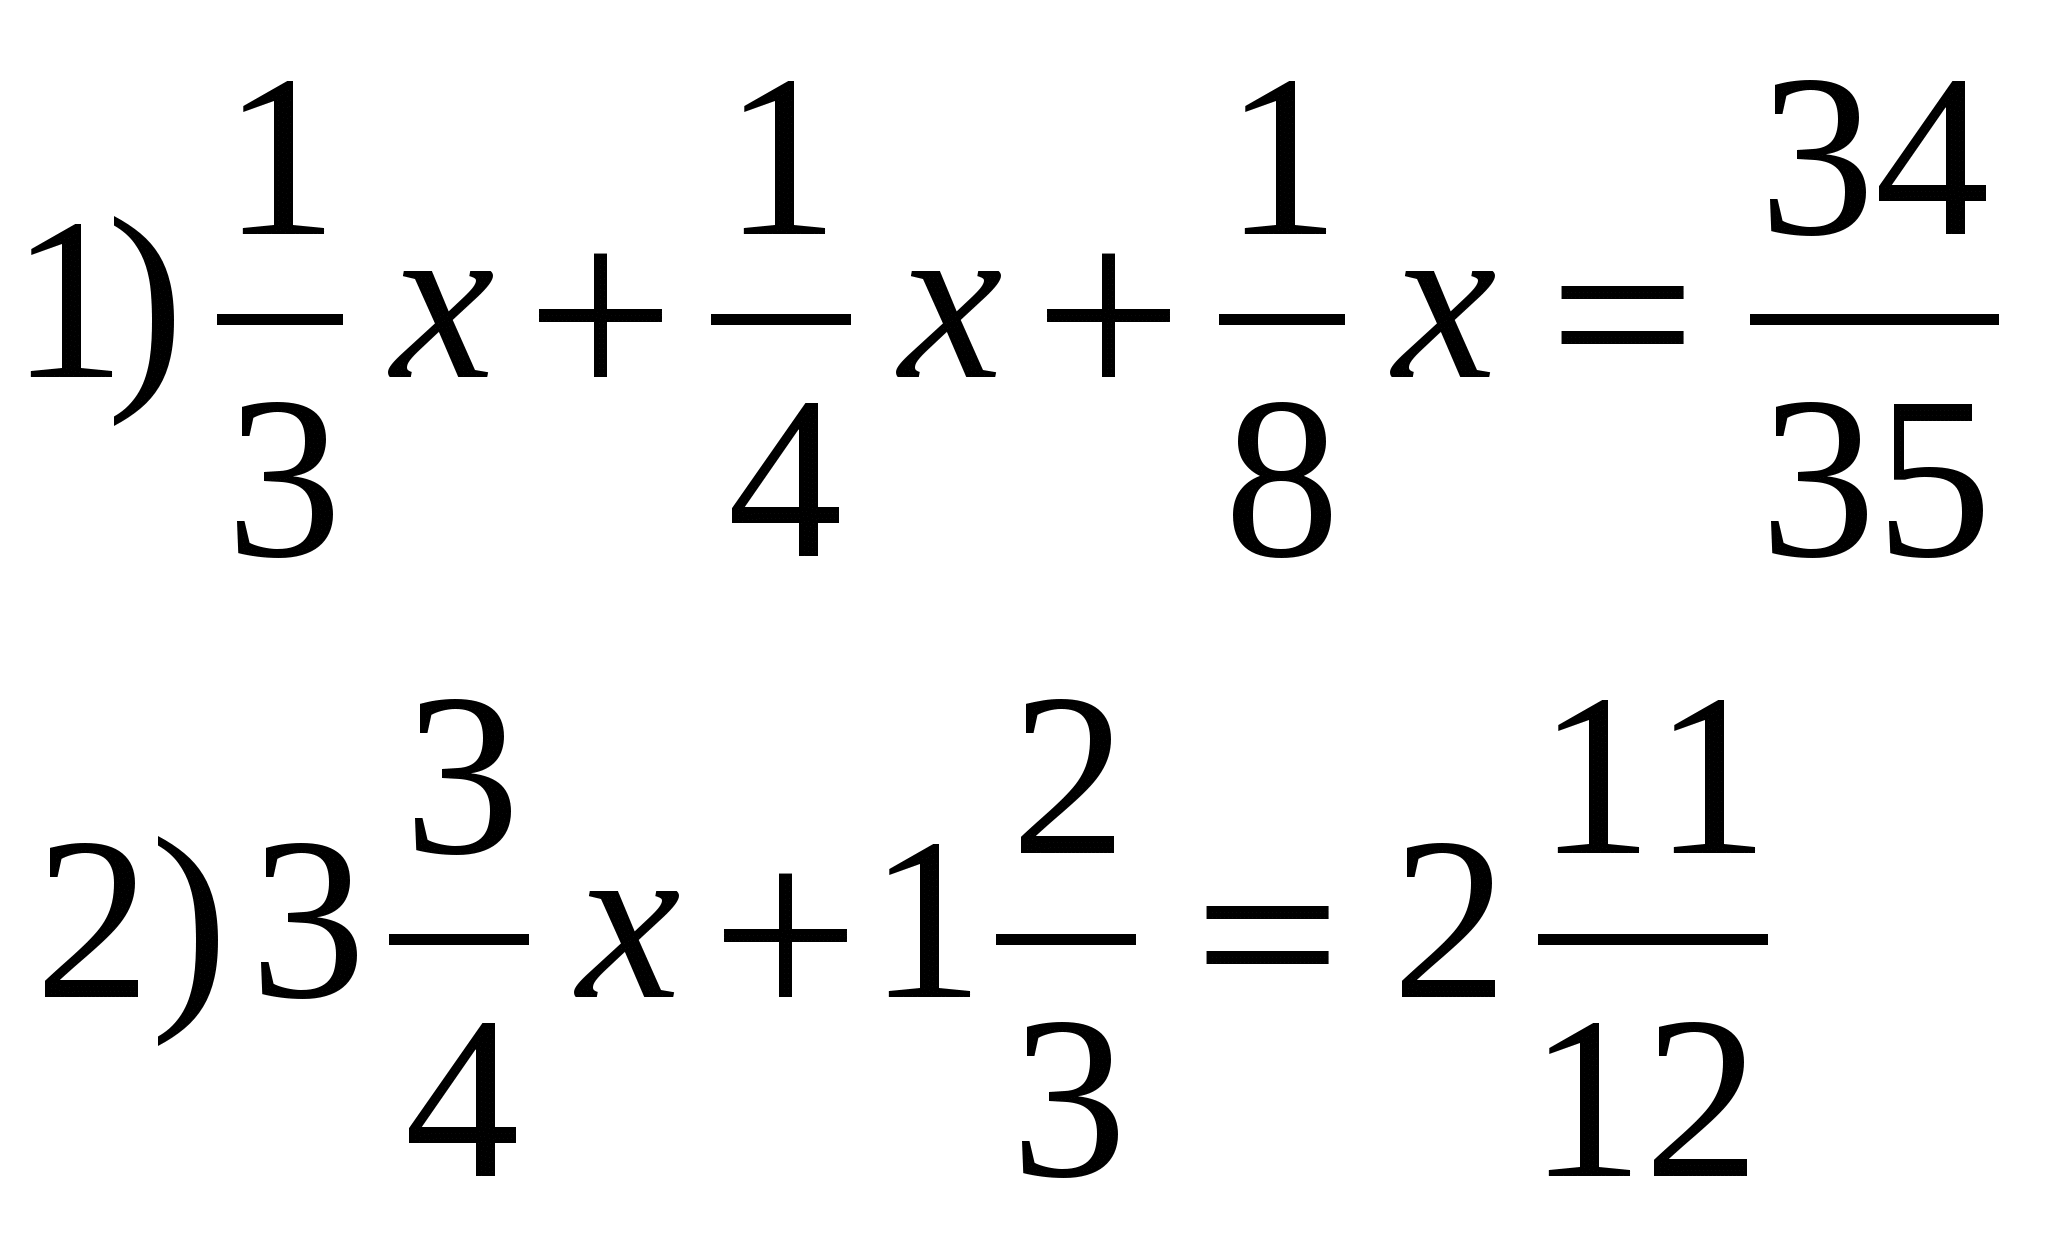 1) 1/3 x + 1/4 x + 1/8 x = 34/35
2) 3 3/4 x + 1 2/3 = 2 11/12